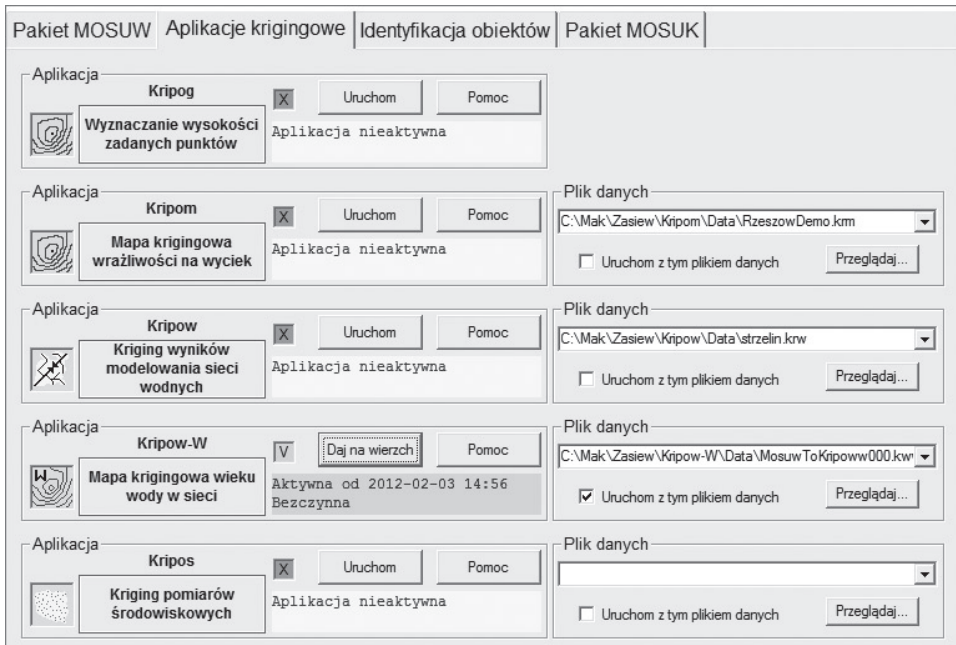 Pakiet MOSUW Aplikacje krigingowe Identyfikacja obiektów Pakiet MOSUK
Aplikacja
Kripog
X Uruchom Pomoc
Wyznaczanie wysokości
zadanych punktów
Aplikacja nieaktywna
Aplikacja
Kripom
X Uruchom Pomoc
Mapa krigingowa
wrażliwości na wyciek
Aplikacja nieaktywna
Plik danych
C:\Mak\Zasiew\Kripom\Data\RzeszowDemo.krm
Uruchom z tym plikiem danych Przeglądaj...
Aplikacja
Kripow
X Uruchom Pomoc
Kriging wyników
modelowania sieci
wodnych
Aplikacja nieaktywna
Plik danych
C:\Mak\Zasiew\Kripow\Data\strzelin.krw
Uruchom z tym plikiem danych Przeglądaj...
Aplikacja
Kripow-W
V Daj na wierzch Pomoc
W
Mapa krigingowa wieku
wody w sieci
Aktywna od 2012-02-03 14:56
Bezczynna
Plik danych
C:\Mak\Zasiew\Kripow-W\Data\MosuwToKripoww000.kw
Uruchom z tym plikiem danych Przeglądaj...
Aplikacja
Kripos
X Uruchom Pomoc
Kriging pomiarów
środowiskowych
Aplikacja nieaktywna
Plik danych
Uruchom z tym plikiem danych Przeglądaj...